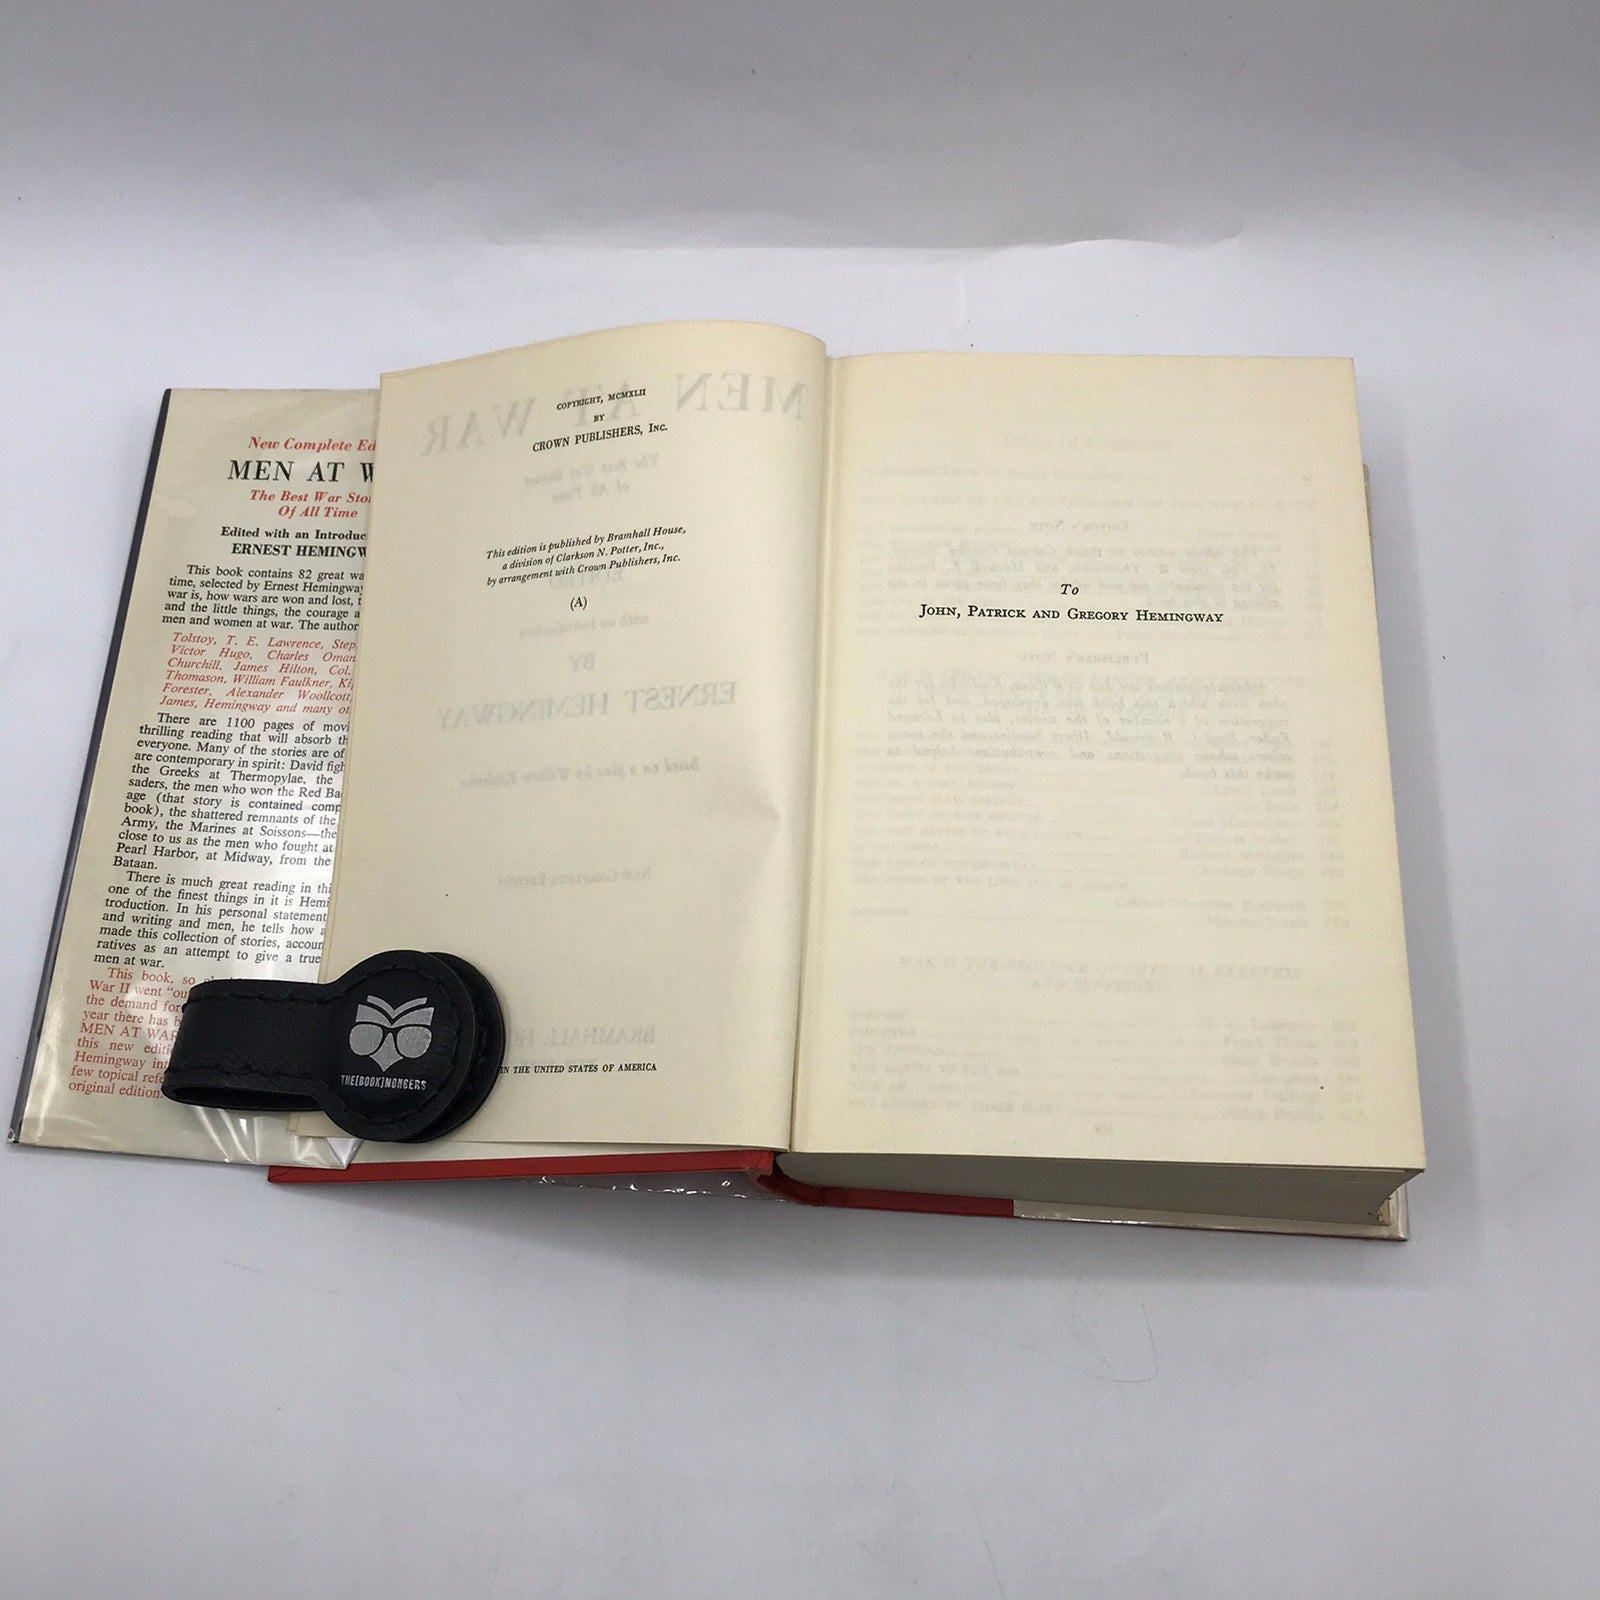 New Complete Ed
MEN AT W
The Best War Sto
Of All Time
Edited with an Introduc
ERNEST HEMINGW
This book contains 82 great wa
time, selected by Ernest Hemingway
war is, how wars are won and lost, t
and the little things, the courage a
men and women at war. The author
Tolstoy, T. E. Lawrence, Step
Victor Hugo, Charles Oman
Churchill, James Hilton, Col.
Thomason, William Faulkner, Ki
Forester, Alexander Woollcott
James, Hemingway and many ot
There are 1100 pages of movi
thrilling reading that will absorb th
everyone. Many of the stories are of
are contemporary in spirit: David figh
the Greeks at Thermopylae, the
saders, the men who won the Red Ba
age (that story is contained comp
book), the shattered remnants of the
Army, the Marines at Soissons—the
close to us as the men who fought at
Pearl Harbor, at Midway, from the
Bataan.
There is much great reading in thi
one of the finest things in it is Hemi
troduction. In his personal statement
and writing and men, he tells how a
made this collection of stories, accoun
ratives as an attempt to give a true
men at war.
This book, so
War II went "ou
the demand for
year there has b
MEN AT WAR
this new editi
Hemingway int
few topical refe
original edition.
COPYRIGHT, MCMXLII
BY
CROWN PUBLISHERS, INC.
This edition is published by Bramhall House,
a division of Clarkson N. Potter, Inc.,
by arrangement with Crown Publishers, Inc.
(A)
IN THE UNITED STATES OF AMERICA
THE[BOOK]MONGERS
To
JOHN, PATRICK AND GREGORY HEMINGWAY